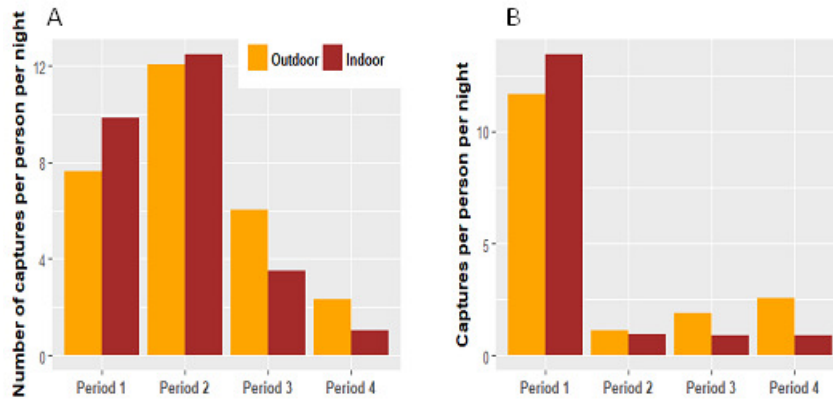 A
Number of captures per person per night
12
8
4
0
Outdoor Indoor
Period 1 Period 2 Period 3 Period 4
B
Captures per person per night
10
5
0
Period 1 Period 2 Period 3 Period 4